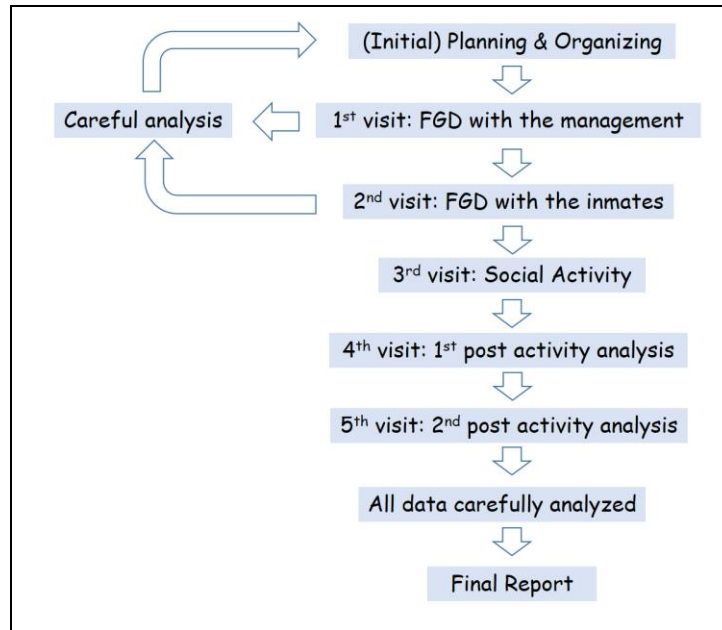 (Initial) Planning & Organizing
Careful analysis
1st visit: FGD with the management
2nd visit: FGD with the inmates
3rd visit: Social Activity
4th visit: 1st post activity analysis
5th visit: 2nd post activity analysis
All data carefully analyzed
Final Report